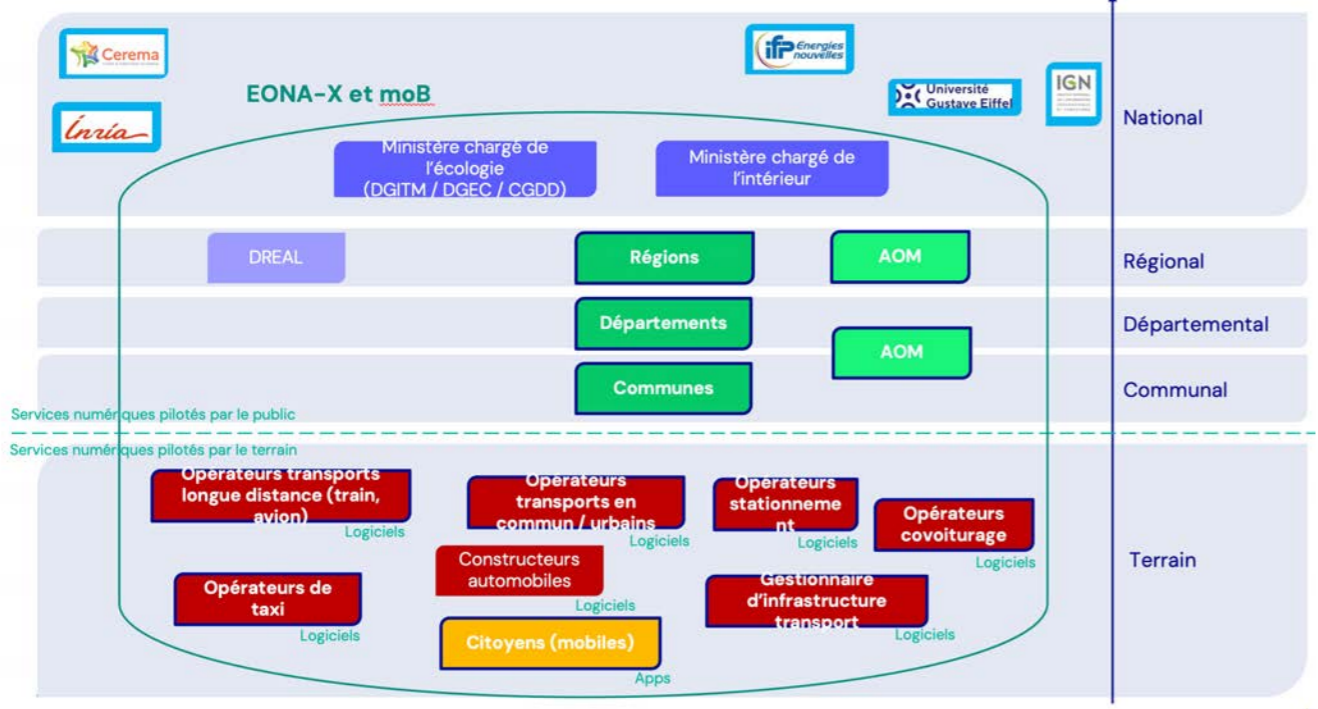 Cerema
Inria
EONA-X et moB
ifp Energies
nouvelles
Université
Gustave Eiffel
IGN
National
Ministère chargé de
l'écologie
(DGITM / DGEC / CGDD)
Ministère chargé de
l'intérieur
DREAL
Régions
AOM
Régional
Départements
Départemental
AOM
Communes
Communal
Services numériques pilotés par le public
Services numériques pilotés par le terrain
Opérateurs transports
longue distance (train,
avion)
Logiciels
Opérateurs
transports en
commun / urbains
Logiciels
Opérateurs
stationneme
nt
Logiciels
Opérateurs
covoiturage
Logiciels
Terrain
Constructeurs
automobiles
Logiciels
Opérateurs de
taxi
Logiciels
Gestionnaire
d'infrastructure
transport
Logiciels
Citoyens (mobiles)
Apps